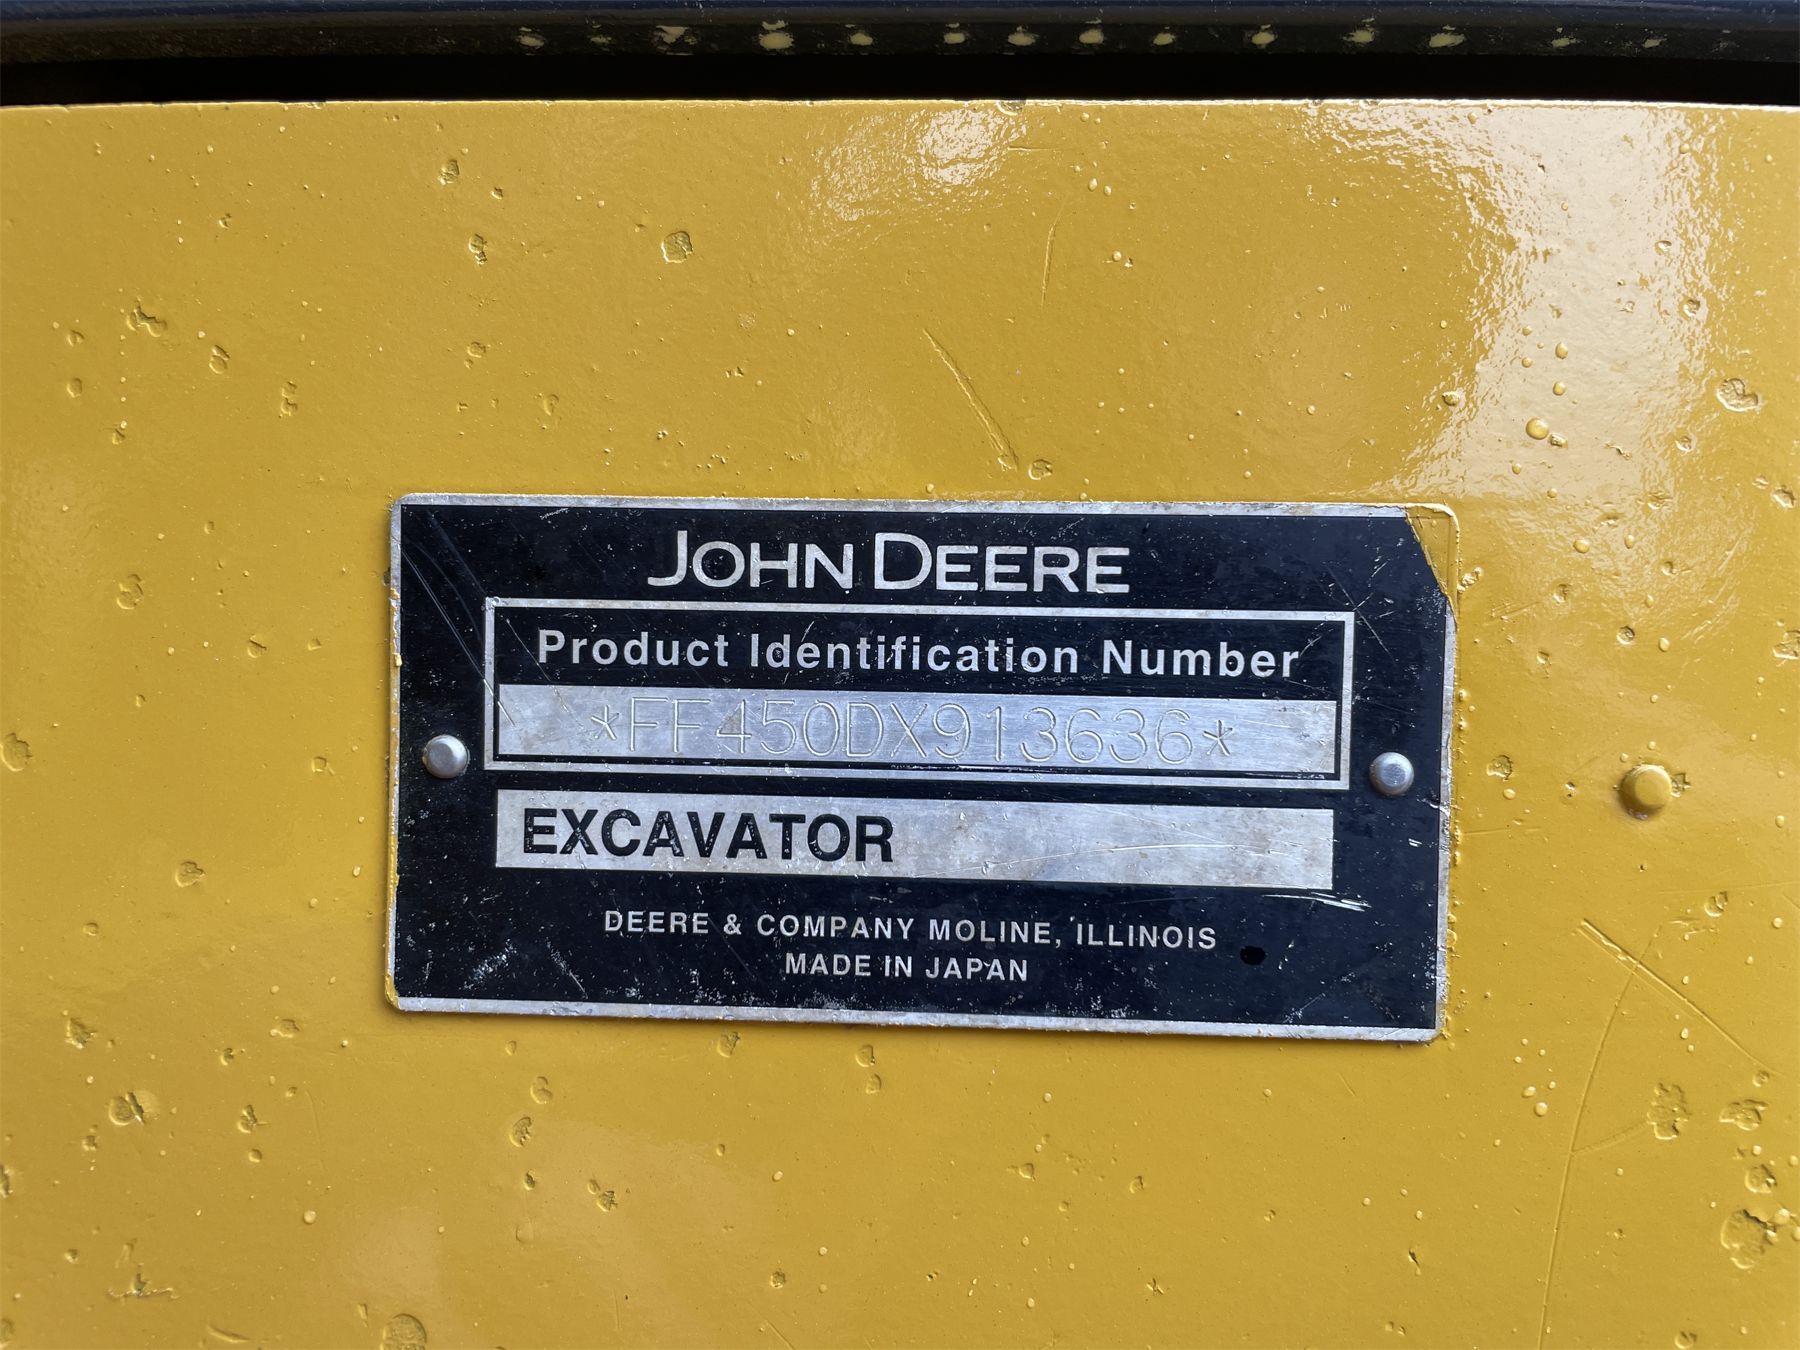 JOHN DEERE
Product Identification Number
*FF450DX913636*
EXCAVATOR
DEERE & COMPANY MOLINE, ILLINOIS
MADE IN JAPAN